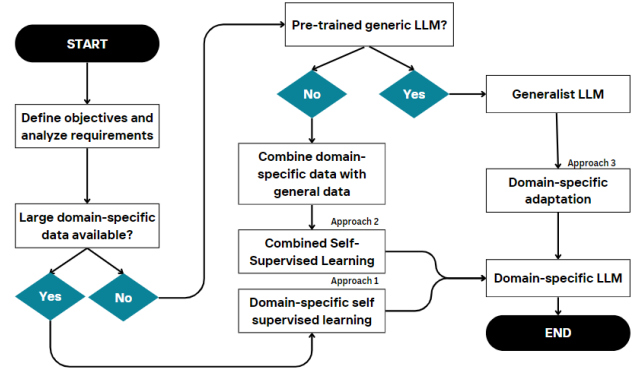 START
Define objectives and
analyze requirements
Large domain-specific
data available?
Yes
No
Pre-trained generic LLM?
No
Yes
Combine domain-
specific data with
general data
Approach 2
Combined Self-
Supervised Learning
Approach 1
Domain-specific self
supervised learning
Generalist LLM
Approach 3
Domain-specific
adaptation
Domain-specific LLM
END